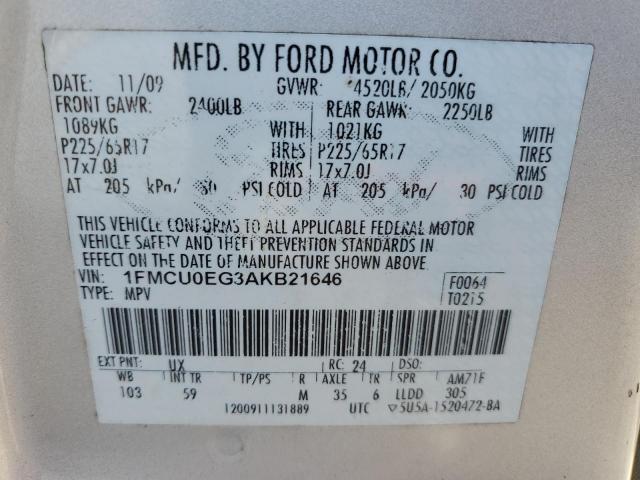 MFD. BY FORD MOTOR CO.
DATE: 11/09 GVWR: 4520LB/ 2050KG
FRONT GAWR: 2400LB REAR GAWR: 2250LB
1089KG WITH 1021KG WITH
P225/65R17 TIRES P225/65R17 TIRES
17x7.0J RIMS 17x7.0J RIMS
AT 205 kPa/ 30 PSI COLD AT 205 kPa/ 30 PSI COLD
THIS VEHICLE CONFORMS TO ALL APPLICABLE FEDERAL MOTOR
VEHICLE SAFETY AND THEFT PREVENTION STANDARDS IN
EFFECT ON THE DATE OF MANUFACTURE SHOWN ABOVE.
VIN: 1FMCU0EG3AKB21646 F0064
TYPE: MPV T0215
EXT PNT: UX RC: 24 DSO:
WB INT TR TP/PS R AXLE TR SPR AM71F
103 59 M 35 6 LLDD 305
1200911131889 UTC ▽5U5A-1520472-BA